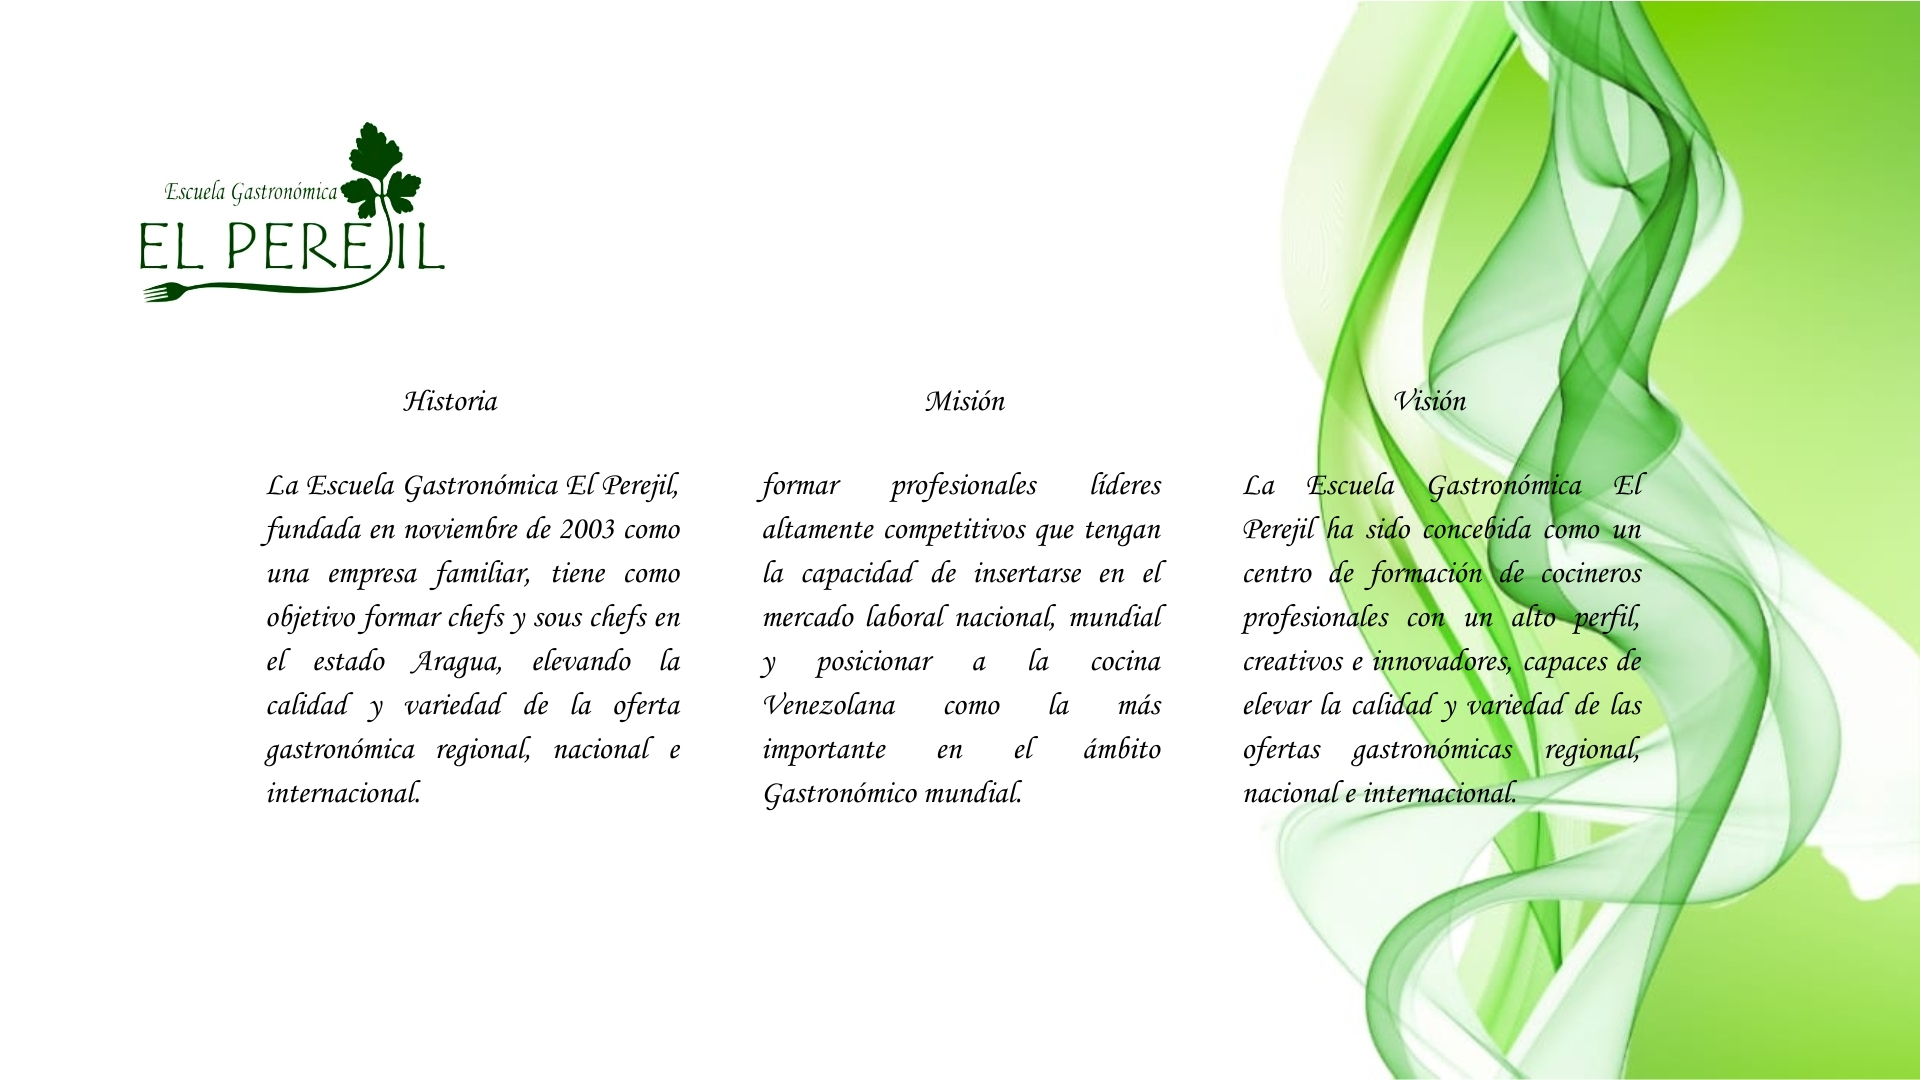 Escuela Gastronómica
EL PEREJIL
Historia
La Escuela Gastronómica El Perejil,
fundada en noviembre de 2003 como
una empresa familiar, tiene como
objetivo formar chefs y sous chefs en
el estado Aragua, elevando la
calidad y variedad de la oferta
gastronómica regional, nacional e
internacional.
Misión
formar profesionales líderes
altamente competitivos que tengan
la capacidad de insertarse en el
mercado laboral nacional, mundial
y posicionar a la cocina
Venezolana como la más
importante en el ámbito
Gastronómico mundial.
Visión
La Escuela Gastronómica El
Perejil ha sido concebida como un
centro de formación de cocineros
profesionales con un alto perfil,
creativos e innovadores, capaces de
elevar la calidad y variedad de las
ofertas gastronómicas regional,
nacional e internacional.